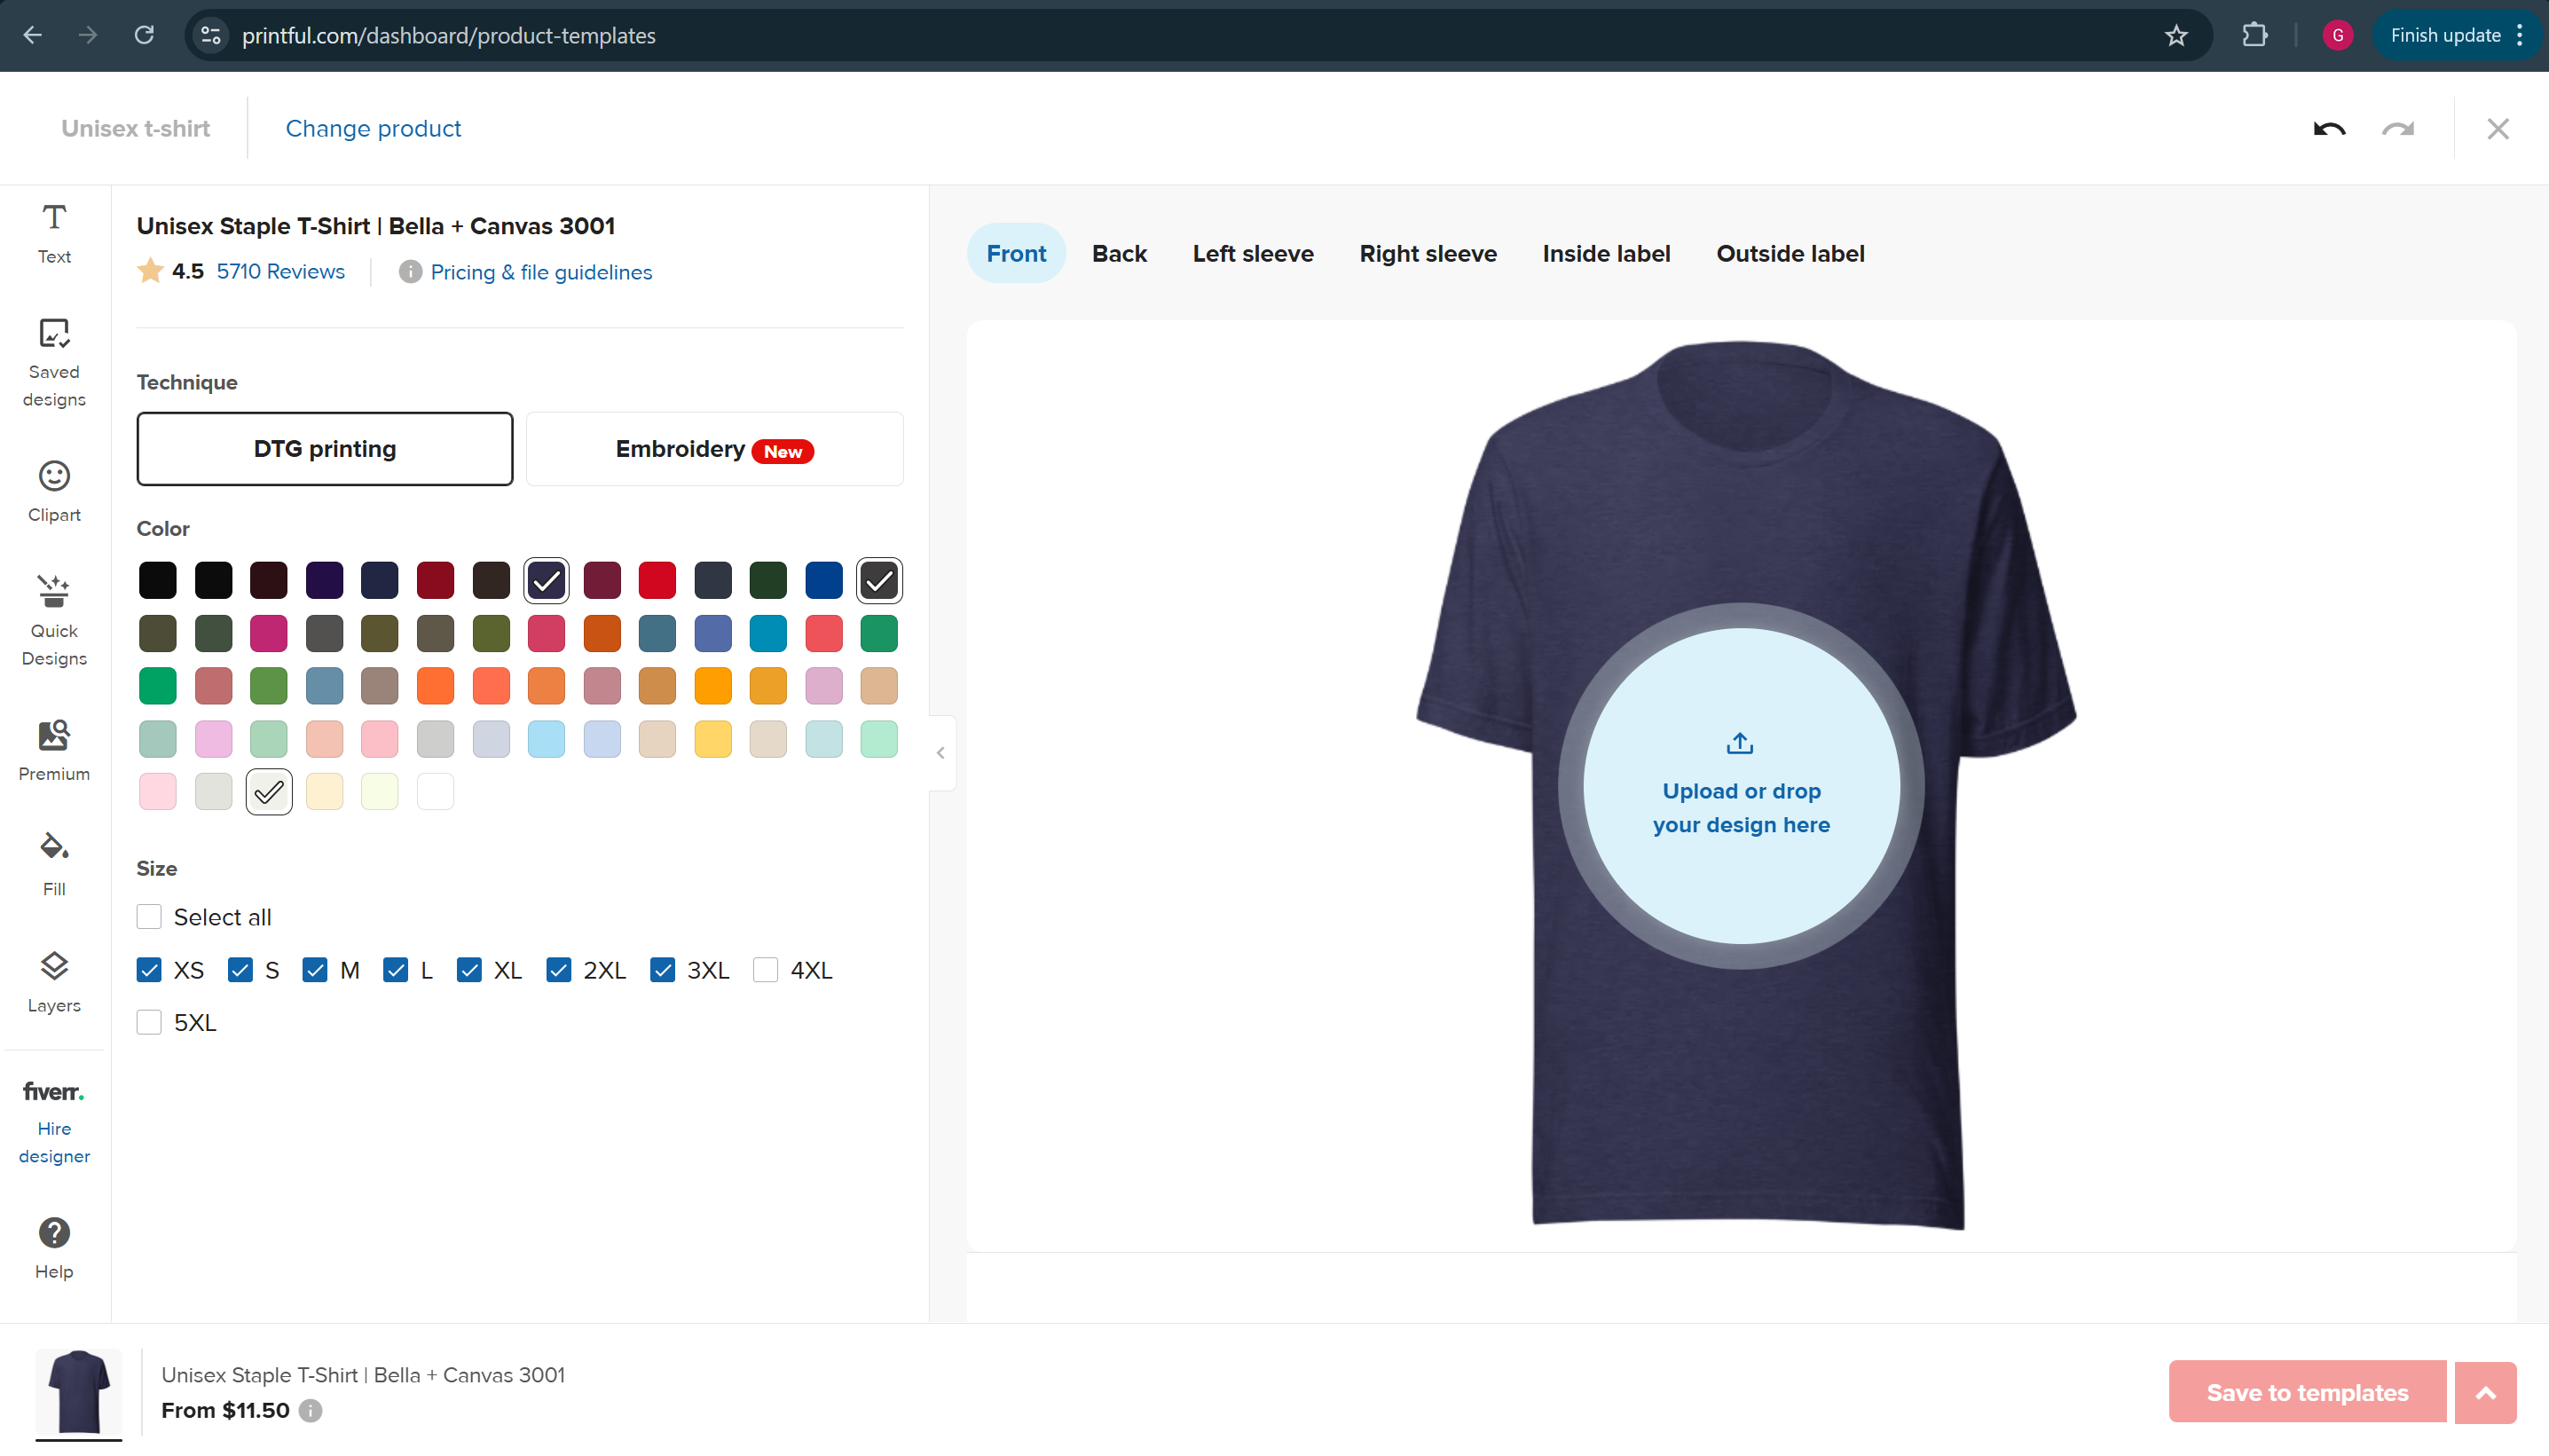 printful.com/dashboard/product-templates
G
Finish update
Unisex t-shirt
Change product
Text
Saved
designs
Clipart
Quick
Designs
Premium
Fill
Layers
fiverr.
Hire
designer
Help
Unisex Staple T-Shirt | Bella + Canvas 3001
4.5 5710 Reviews
Pricing & file guidelines
Technique
DTG printing
Embroidery New
Color
Size
Select all
XS S M L XL 2XL 3XL 4XL
5XL
Front Back Left sleeve Right sleeve Inside label Outside label
Upload or drop
your design here
Unisex Staple T-Shirt | Bella + Canvas 3001
From $11.50
Save to templates